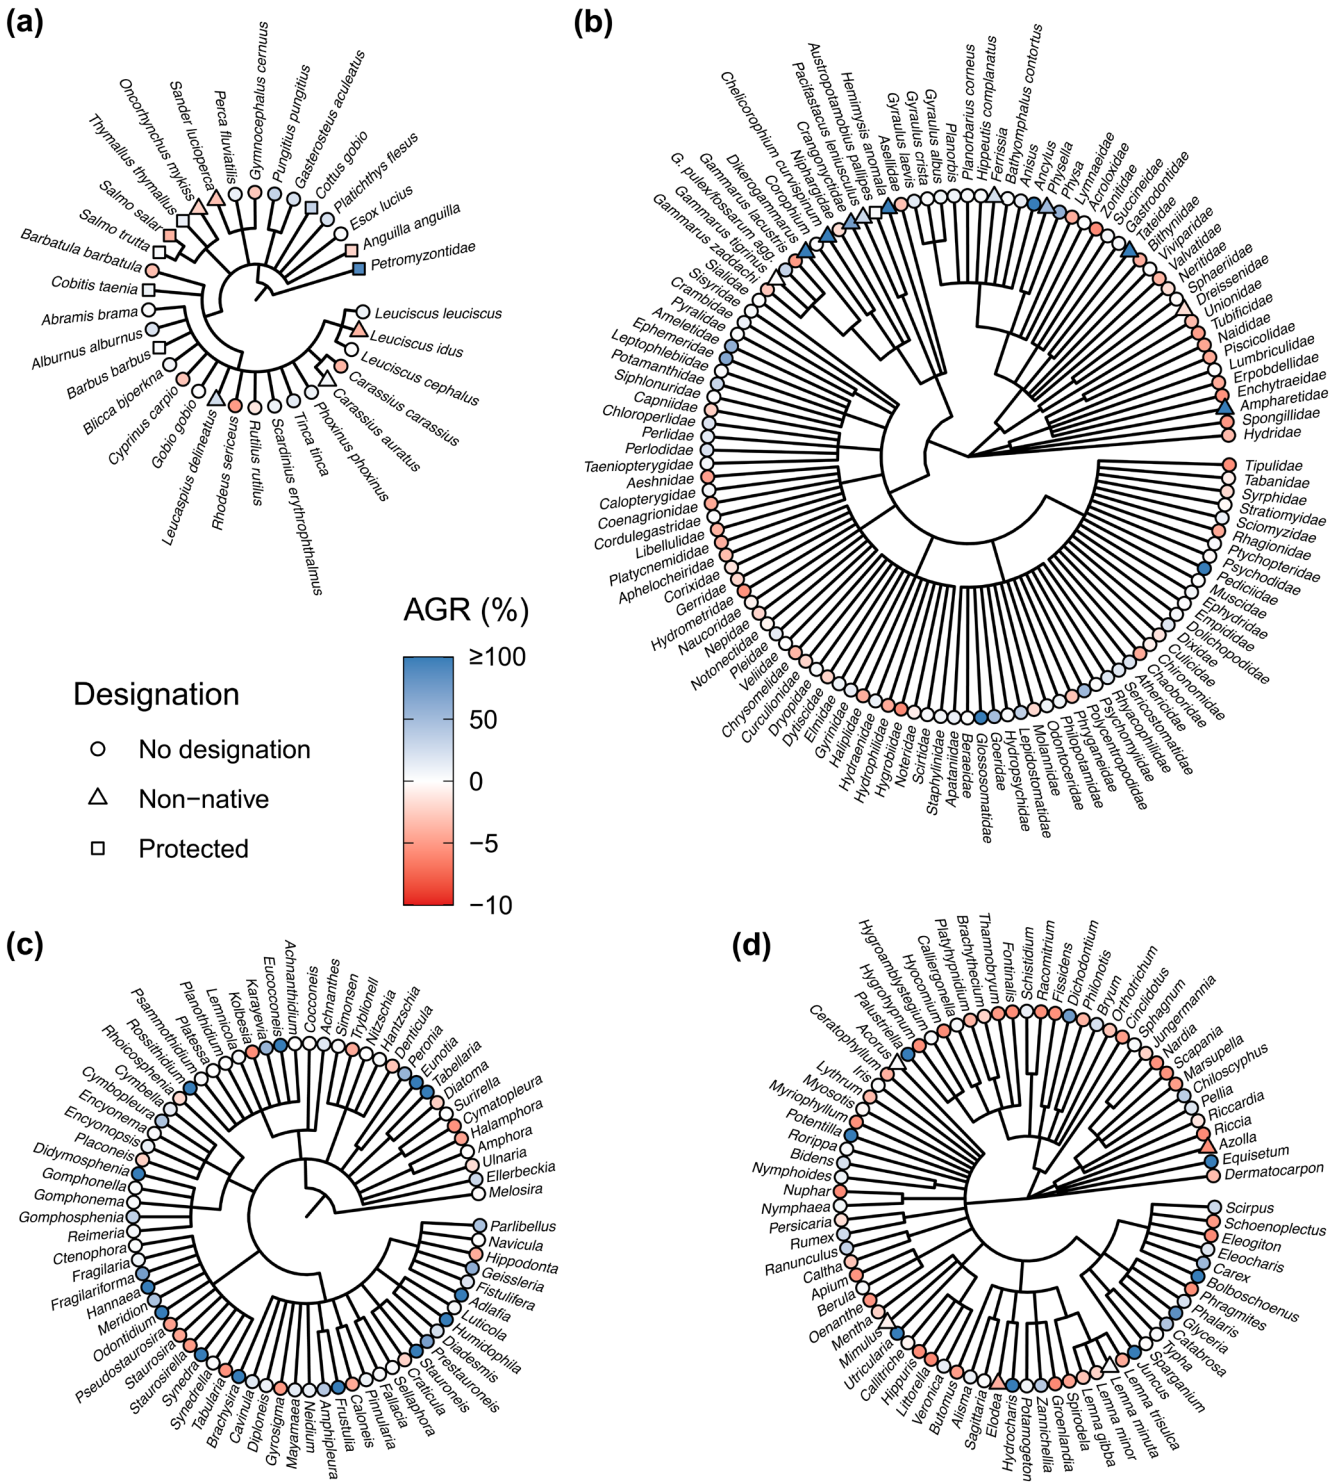 (a)
Barbatula barbatula
Salmo trutta
Salmo salar
Thymallus thymallus
Oncorhynchus mykiss
Sander lucioperca
Perca fluviatilis
Gymnocephalus cernuus
Pungitius pungitius
Gasterosteus aculeatus
Cottus gobio
Platichthys flesus
Esox lucius
Anguilla anguilla
Petromyzontidae
Leuciscus leuciscus
Leuciscus idus
Leuciscus cephalus
Carassius carassius
Carassius auratus
Phoxinus phoxinus
Tinca tinca
Scardinius erythrophthalmus
Rutilus rutilus
Rhodeus sericeus
Leucaspius delineatus
Gobio gobio
Cyprinus carpio
Blicca bjoerkna
Barbus barbus
Alburnus alburnus
Abramis brama
Cobitis taenia
Designation
No designation
Non−native
Protected
AGR (%)
≥100
50
0
−5
−10
(b)
Sialidae
Gammarus zaddachi
Gammarus tigrinus
G. pulex/fossarum agg
Gammarus lacustris
Dikerogammarus
Corophium
Chelicorophium curvispinum
Niphargidae
Crangonyctidae
Pacifastacus leniusculus
Austropotamobius pallipes
Hemimysis anomala
Asellidae
Gyraulus laevis
Gyraulus crista
Gyraulus albus
Planorbis
Planorbarius corneus
Hippeutis complanatus
Ferrissia
Bathyomphalus contortus
Anisus
Ancylus
Physella
Physa
Lymnaeidae
Acroloxidae
Zonitidae
Succineidae
Gastrodontidae
Tateidae
Bithyniidae
Viviparidae
Valvatidae
Neritidae
Sphaeriidae
Dreissenidae
Unionidae
Tubificidae
Naididae
Piscicolidae
Lumbriculidae
Erpobdellidae
Enchytraeidae
Ampharetidae
Spongillidae
Hydridae
Tipulidae
Tabanidae
Syrphidae
Stratiomyidae
Sciomyzidae
Rhagionidae
Ptychopteridae
Psychodidae
Pediciidae
Muscidae
Ephydridae
Empididae
Dolichopodidae
Dixidae
Culicidae
Chironomidae
Chaoboridae
Athericidae
Sericostomatidae
Rhyacophilidae
Psychomyiidae
Polycentropodidae
Phryganeidae
Philopotamidae
Odontoceridae
Molannidae
Lepidostomatidae
Hydropsychidae
Goeridae
Glossosomatidae
Beraeidae
Apataniidae
Staphylinidae
Scirtidae
Noteridae
Hygrobiidae
Hydrophilidae
Hydraenidae
Haliplidae
Gyrinidae
Elmidae
Dytiscidae
Dryopidae
Curculionidae
Chrysomelidae
Veliidae
Pleidae
Notonectidae
Nepidae
Naucoridae
Hydrometridae
Gerridae
Corixidae
Aphelocheiridae
Platycnemididae
Libellulidae
Cordulegastridae
Coenagrionidae
Calopterygidae
Aeshnidae
Taeniopterygidae
Perlodidae
Perlidae
Chloroperlidae
Capniidae
Siphlonuridae
Potamanthidae
Leptophlebiidae
Ephemeridae
Ameletidae
Pyralidae
Crambidae
Sisyridae
(c)
Rhoicosphenia
Rossithidium
Psammothidium
Platessa
Planothidium
Lemnicola
Kolbesia
Karayevia
Eucocconeis
Achnanthidium
Cocconeis
Achnanthes
Simonsen
Tryblionell
Nitzschia
Hantzschia
Denticula
Peronia
Eunotia
Tabellaria
Diatoma
Surirella
Cymatopleura
Halamphora
Amphora
Ulnaria
Ellerbeckia
Melosira
Parlibellus
Navicula
Hippodonta
Geissleria
Fistulifera
Adlafia
Luticola
Humidophila
Diadesmis
Prestauroneis
Stauroneis
Craticula
Sellaphora
Fallacia
Pinnularia
Caloneis
Frustulia
Amphipleura
Neidium
Mayamaea
Gyrosigma
Diploneis
Cavinula
Brachysira
Tabularia
Synedrella
Synedra
Staurosirella
Staurosira
Pseudostaurosira
Odontidium
Meridion
Hannaea
Fragilariforma
Fragilaria
Ctenophora
Reimeria
Gomphosphenia
Gomphonema
Gomphonella
Didymosphenia
Placoneis
Encyonopsis
Encyonema
Cymbopleura
Cymbella
(d)
Ceratophyllum
Acorus
Palustriella
Hygrohypnum
Hygroamblystegium
Hylocomium
Calliergonella
Platyhypnidium
Brachythecium
Thamnobryum
Fontinalis
Schistidium
Racomitrium
Fissidens
Dichodontium
Philonotis
Bryum
Orthotrichum
Cinclidotus
Sphagnum
Jungermannia
Nardia
Scapania
Marsupella
Chiloscyphus
Pellia
Riccardia
Riccia
Azolla
Equisetum
Dermatocarpon
Scirpus
Schoenoplectus
Eleogiton
Eleocharis
Carex
Bolboschoenus
Phragmites
Phalaris
Glyceria
Catabrosa
Typha
Sparganium
Juncus
Lemna trisulca
Lemna minuta
Lemna minor
Lemna gibba
Spirodela
Groenlandia
Zannichellia
Potamogeton
Hydrocharis
Elodea
Sagittaria
Alisma
Butomus
Veronica
Littorella
Hippuris
Callitriche
Utricularia
Mimulus
Mentha
Oenanthe
Berula
Apium
Caltha
Ranunculus
Rumex
Persicaria
Nymphaea
Nuphar
Nymphoides
Bidens
Rorippa
Potentilla
Myriophyllum
Myosotis
Lythrum
Iris